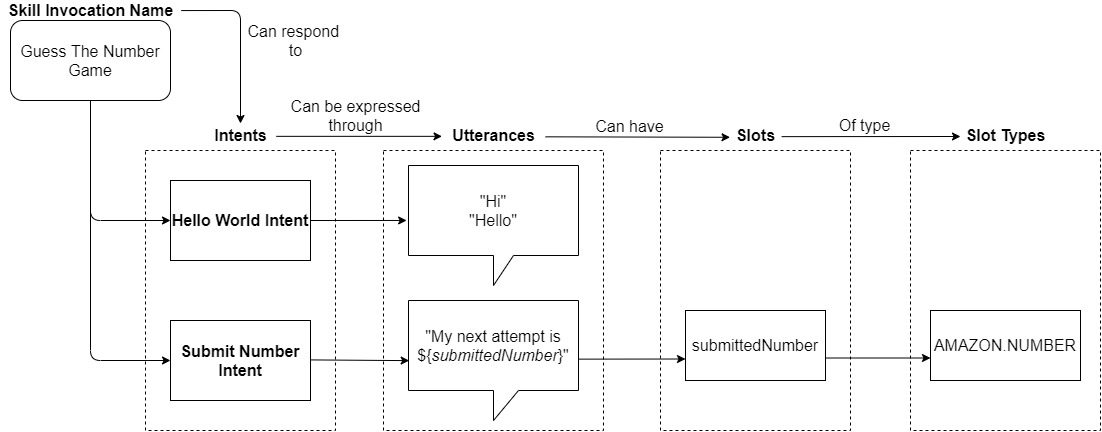 Skill Invocation Name
Guess The Number
Game
Can respond
to
Can be expressed
through
Can have
Of type
Intents
Utterances
Slots
Slot Types
Hello World Intent
"Hi"
"Hello"
Submit Number
Intent
"My next attempt is
${submittedNumber}"
submittedNumber
AMAZON.NUMBER